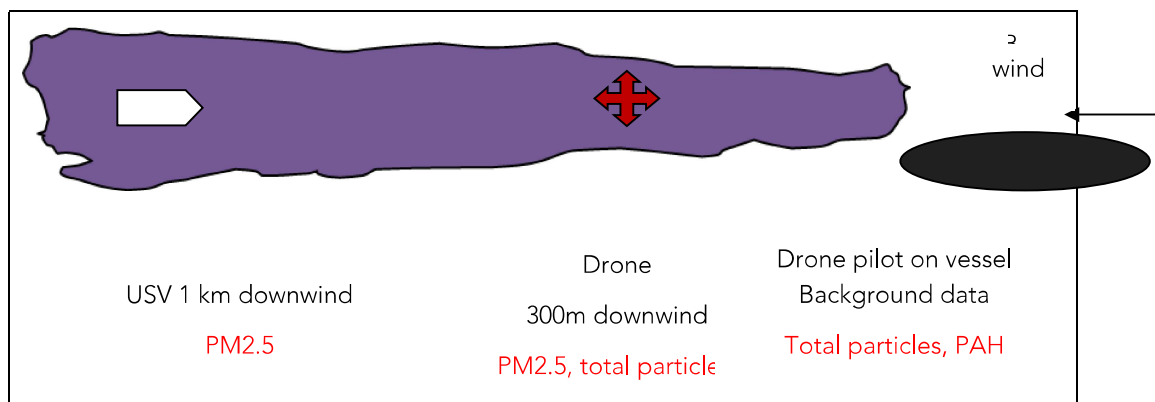 wind
USV 1 km downwind
PM2.5
Drone
300m downwind
PM2.5, total particle
Drone pilot on vessel
Background data
Total particles, PAH